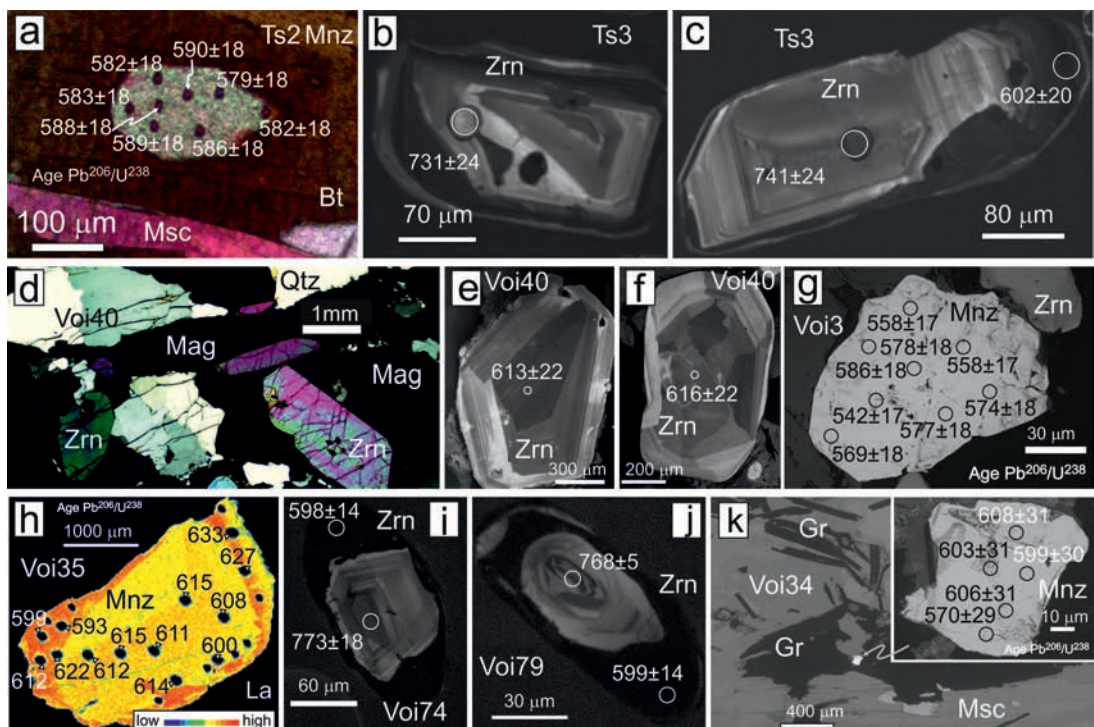 a
Ts2 Mnz
590±18
582±18
579±18
583±18
588±18
582±18
589±18
586±18
Age Pb²⁰⁶/U²³⁸
Bt
100 μm
Msc
b
Ts3
Zrn
731±24
70 μm
c
Ts3
Zrn
602±20
741±24
80 μm
d
Qtz
Voi40
1mm
Mag
Mag
Zrn
Zrn
e
Voi40
613±22
Zrn
300 μm
f
Voi40
616±22
Zrn
200 μm
g
Mnz
Zrn
Voi3
558±17
578±18
558±17
586±18
574±18
542±17
577±18
569±18
30 μm
Age Pb²⁰⁶/U²³⁸
h
Age Pb²⁰⁶/U²³⁸
1000 μm
633
627
Voi35
615
Mnz
608
599
593
615
611
600
622
612
612
614
La
low
high
i
598±14
Zrn
773±18
60 μm
Voi74
j
768±5
Zrn
Voi79
599±14
30 μm
k
Gr
608±31
603±31
599±30
Voi34
Mnz
606±31
570±29
10 μm
Gr
Age Pb²⁰⁶/U²³⁸
Msc
400 μm